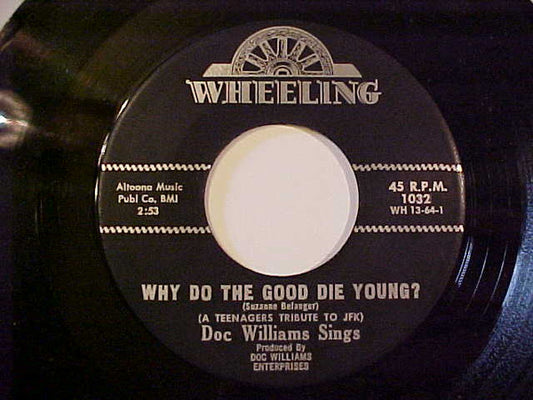 WHEELING
Altoona Music
Publ Co, BMI
2:53
45 R.P.M.
1032
WH 13-64-1
WHY DO THE GOOD DIE YOUNG?
(Suzanne Belanger)
(A TEENAGERS TRIBUTE TO JFK)
Doc Williams Sings
Produced By
DOC WILLIAMS
ENTERPRISES